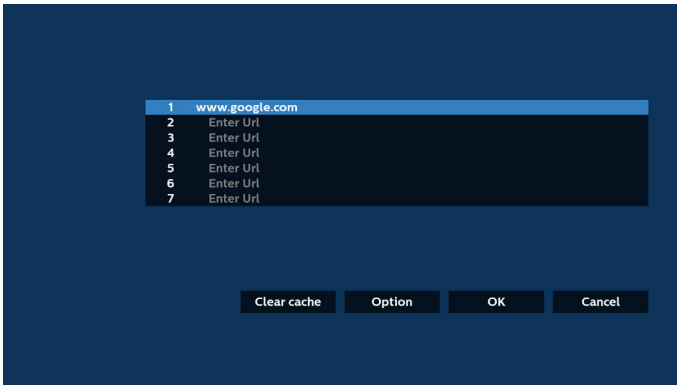 1 www.google.com
2 Enter Url
3 Enter Url
4 Enter Url
5 Enter Url
6 Enter Url
7 Enter Url
Clear cache Option OK Cancel